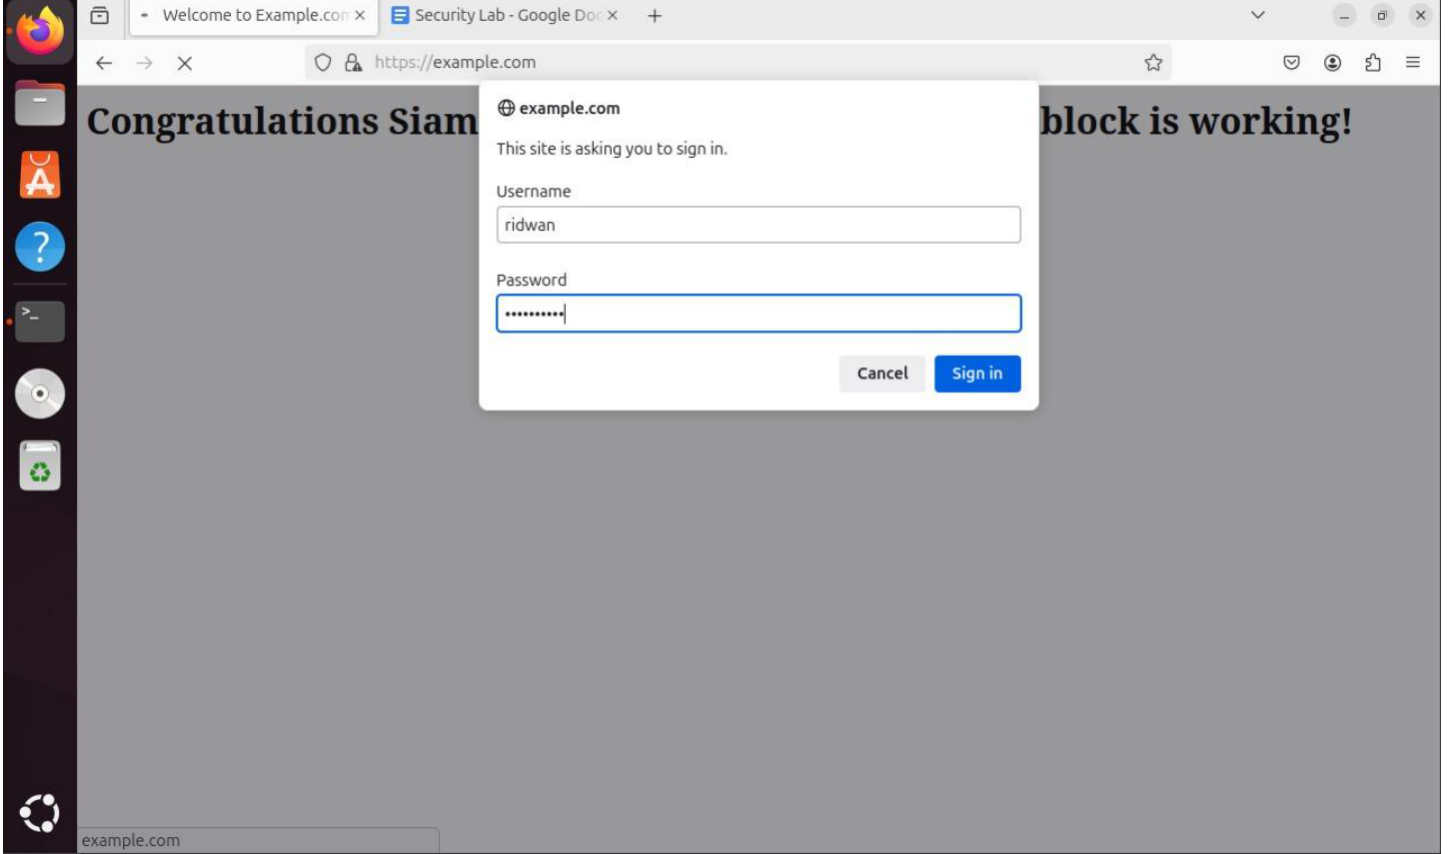 Welcome to Example.com
Security Lab - Google Doc
https://example.com
Congratulations Siam
block is working!
example.com
This site is asking you to sign in.
Username
ridwan
Password
••••••••••
Cancel
Sign in
example.com